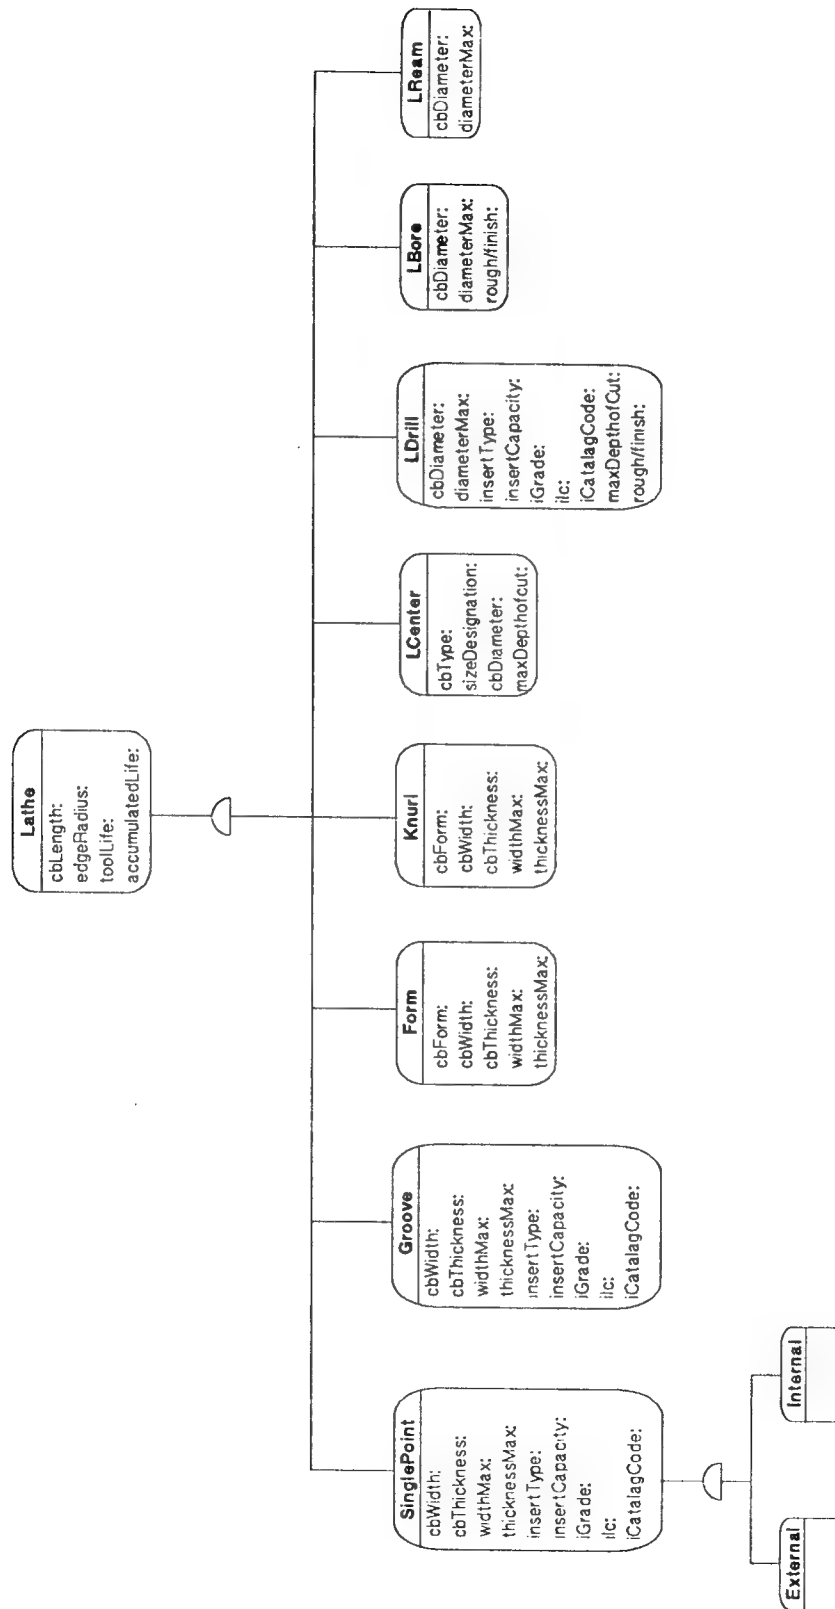 Lathe
cbLength:
edgeRadius:
toolLife:
accumulatedLife:
SinglePoint
cbWidth:
cbThickness:
widthMax:
thicknessMax:
insertType:
insertCapacity:
iGrade:
iIc:
iCatalagCode:
Groove
cbWidth:
cbThickness:
widthMax:
thicknessMax:
insertType:
insertCapacity:
iGrade:
iIc:
iCatalagCode:
Form
cbForm:
cbWidth:
cbThickness:
widthMax:
thicknessMax:
Knurl
cbForm:
cbWidth:
cbThickness:
widthMax:
thicknessMax:
LCenter
cbType:
sizeDesignation:
cbDiameter:
maxDepthofcut:
LDrill
cbDiameter:
diameterMax:
insertType:
insertCapacity:
iGrade:
iIc:
iCatalagCode:
maxDepthofCut:
rough/finish:
LBore
cbDiameter:
diameterMax:
rough/finish:
LReam
cbDiameter:
diameterMax:
External
Internal